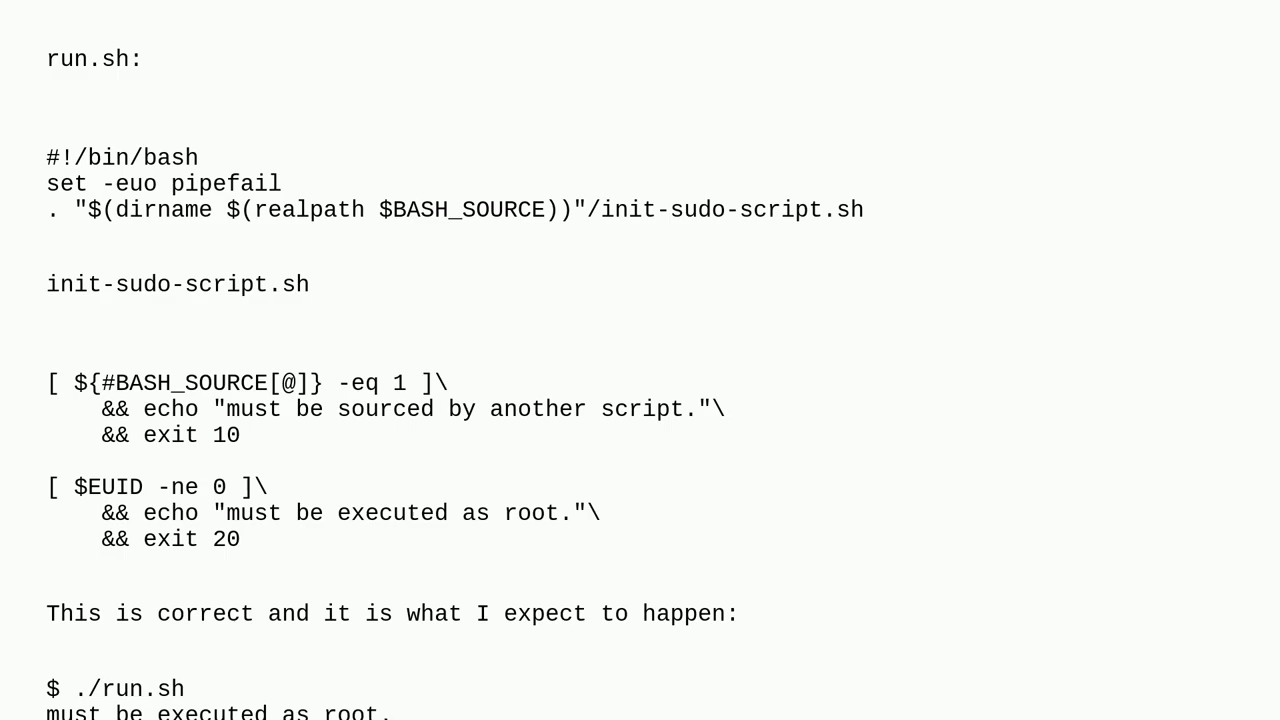 run.sh:
#!/bin/bash
set -euo pipefail
. "$(dirname $(realpath $BASH_SOURCE))"/init-sudo-script.sh
init-sudo-script.sh
[ ${#BASH_SOURCE[@]} -eq 1 ]\
    && echo "must be sourced by another script."\
    && exit 10
[ $EUID -ne 0 ]\
    && echo "must be executed as root."\
    && exit 20
This is correct and it is what I expect to happen:
$ ./run.sh
must be executed as root.